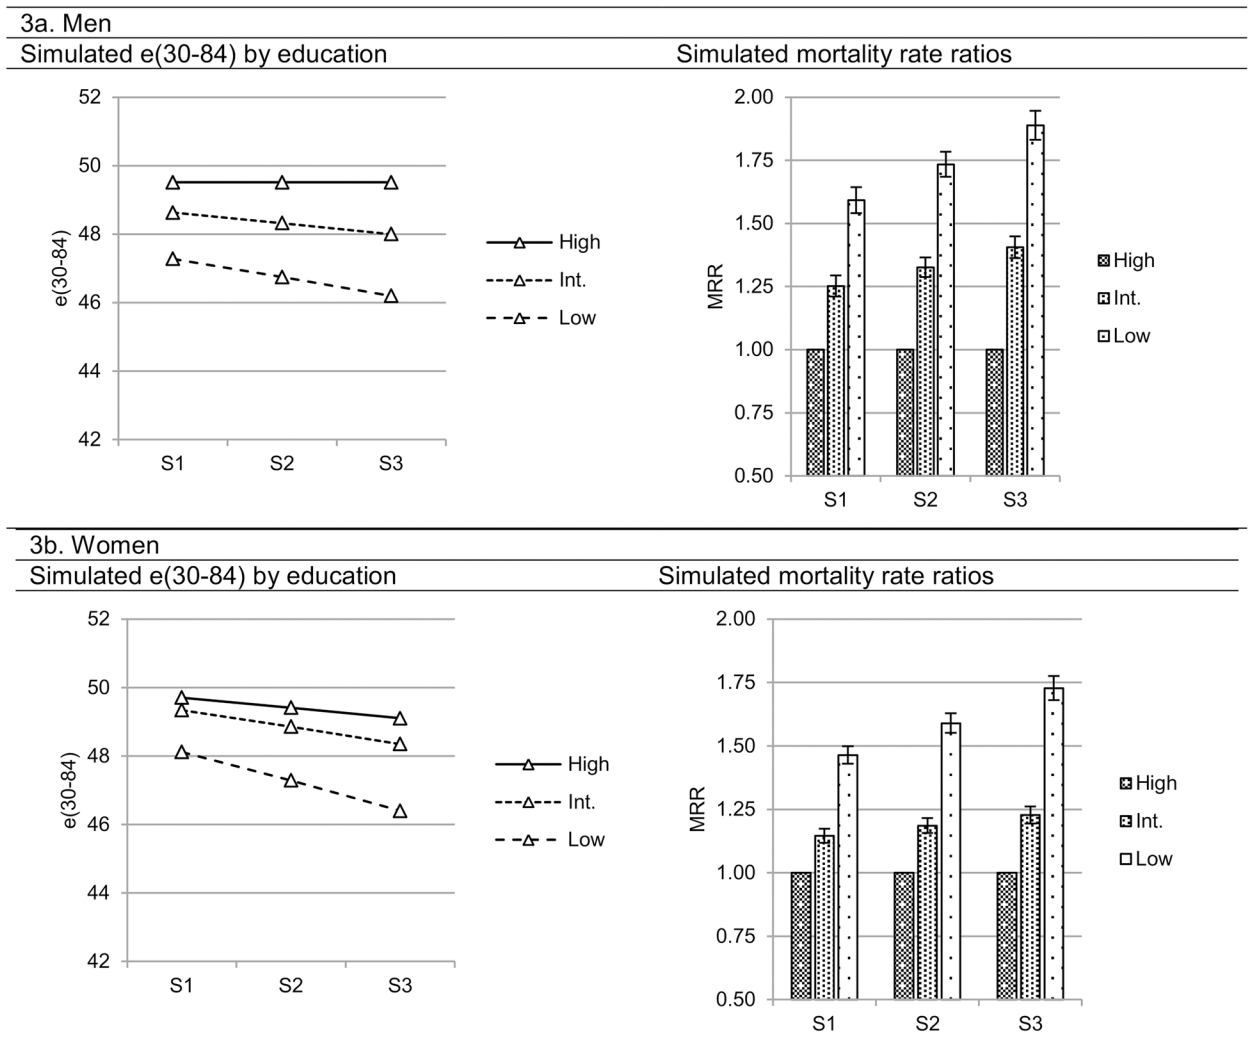 3a. Men
Simulated e(30-84) by education
Simulated mortality rate ratios
52
50
48
46
44
42
e(30-84)
S1 S2 S3
High
Int.
Low
2.00
1.75
1.50
1.25
1.00
0.75
0.50
MRR
S1 S2 S3
High
Int.
Low
3b. Women
Simulated e(30-84) by education
Simulated mortality rate ratios
52
50
48
46
44
42
e(30-84)
S1 S2 S3
High
Int.
Low
2.00
1.75
1.50
1.25
1.00
0.75
0.50
MRR
S1 S2 S3
High
Int.
Low